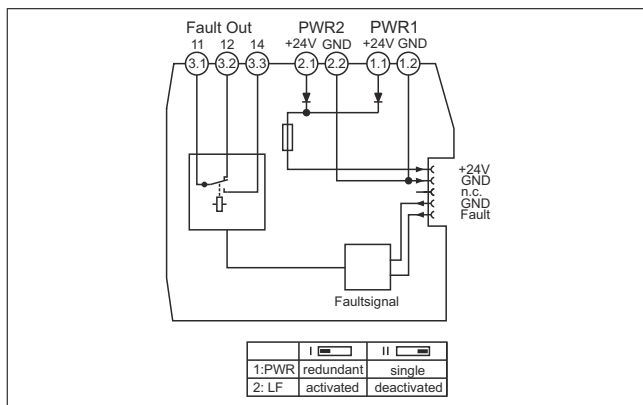 Fault Out PWR2 PWR1
11 12 14 +24V GND +24V GND
3.1 3.2 3.3 2.1 2.2 1.1 1.2
+24V
GND
n.c.
GND
Fault
Faultsignal
I II
1:PWR redundant single
2: LF activated deactivated